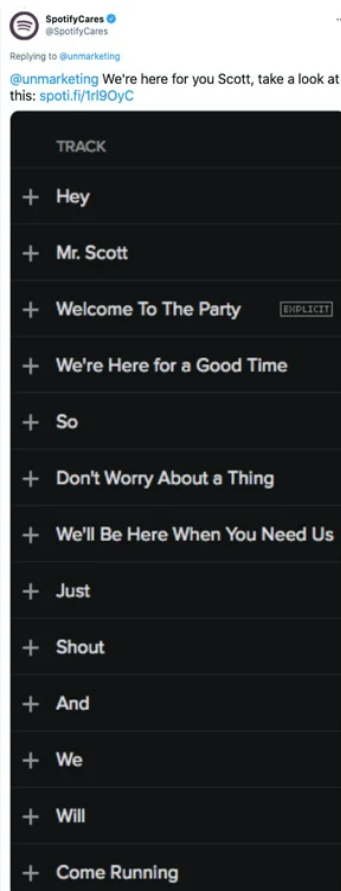 SpotifyCares
@SpotifyCares
Replying to @unmarketing
@unmarketing We're here for you Scott, take a look at
this: spoti.fi/1rl9OyC
TRACK
+ Hey
+ Mr. Scott
+ Welcome To The Party EXPLICIT
+ We're Here for a Good Time
+ So
+ Don't Worry About a Thing
+ We'll Be Here When You Need Us
+ Just
+ Shout
+ And
+ We
+ Will
+ Come Running